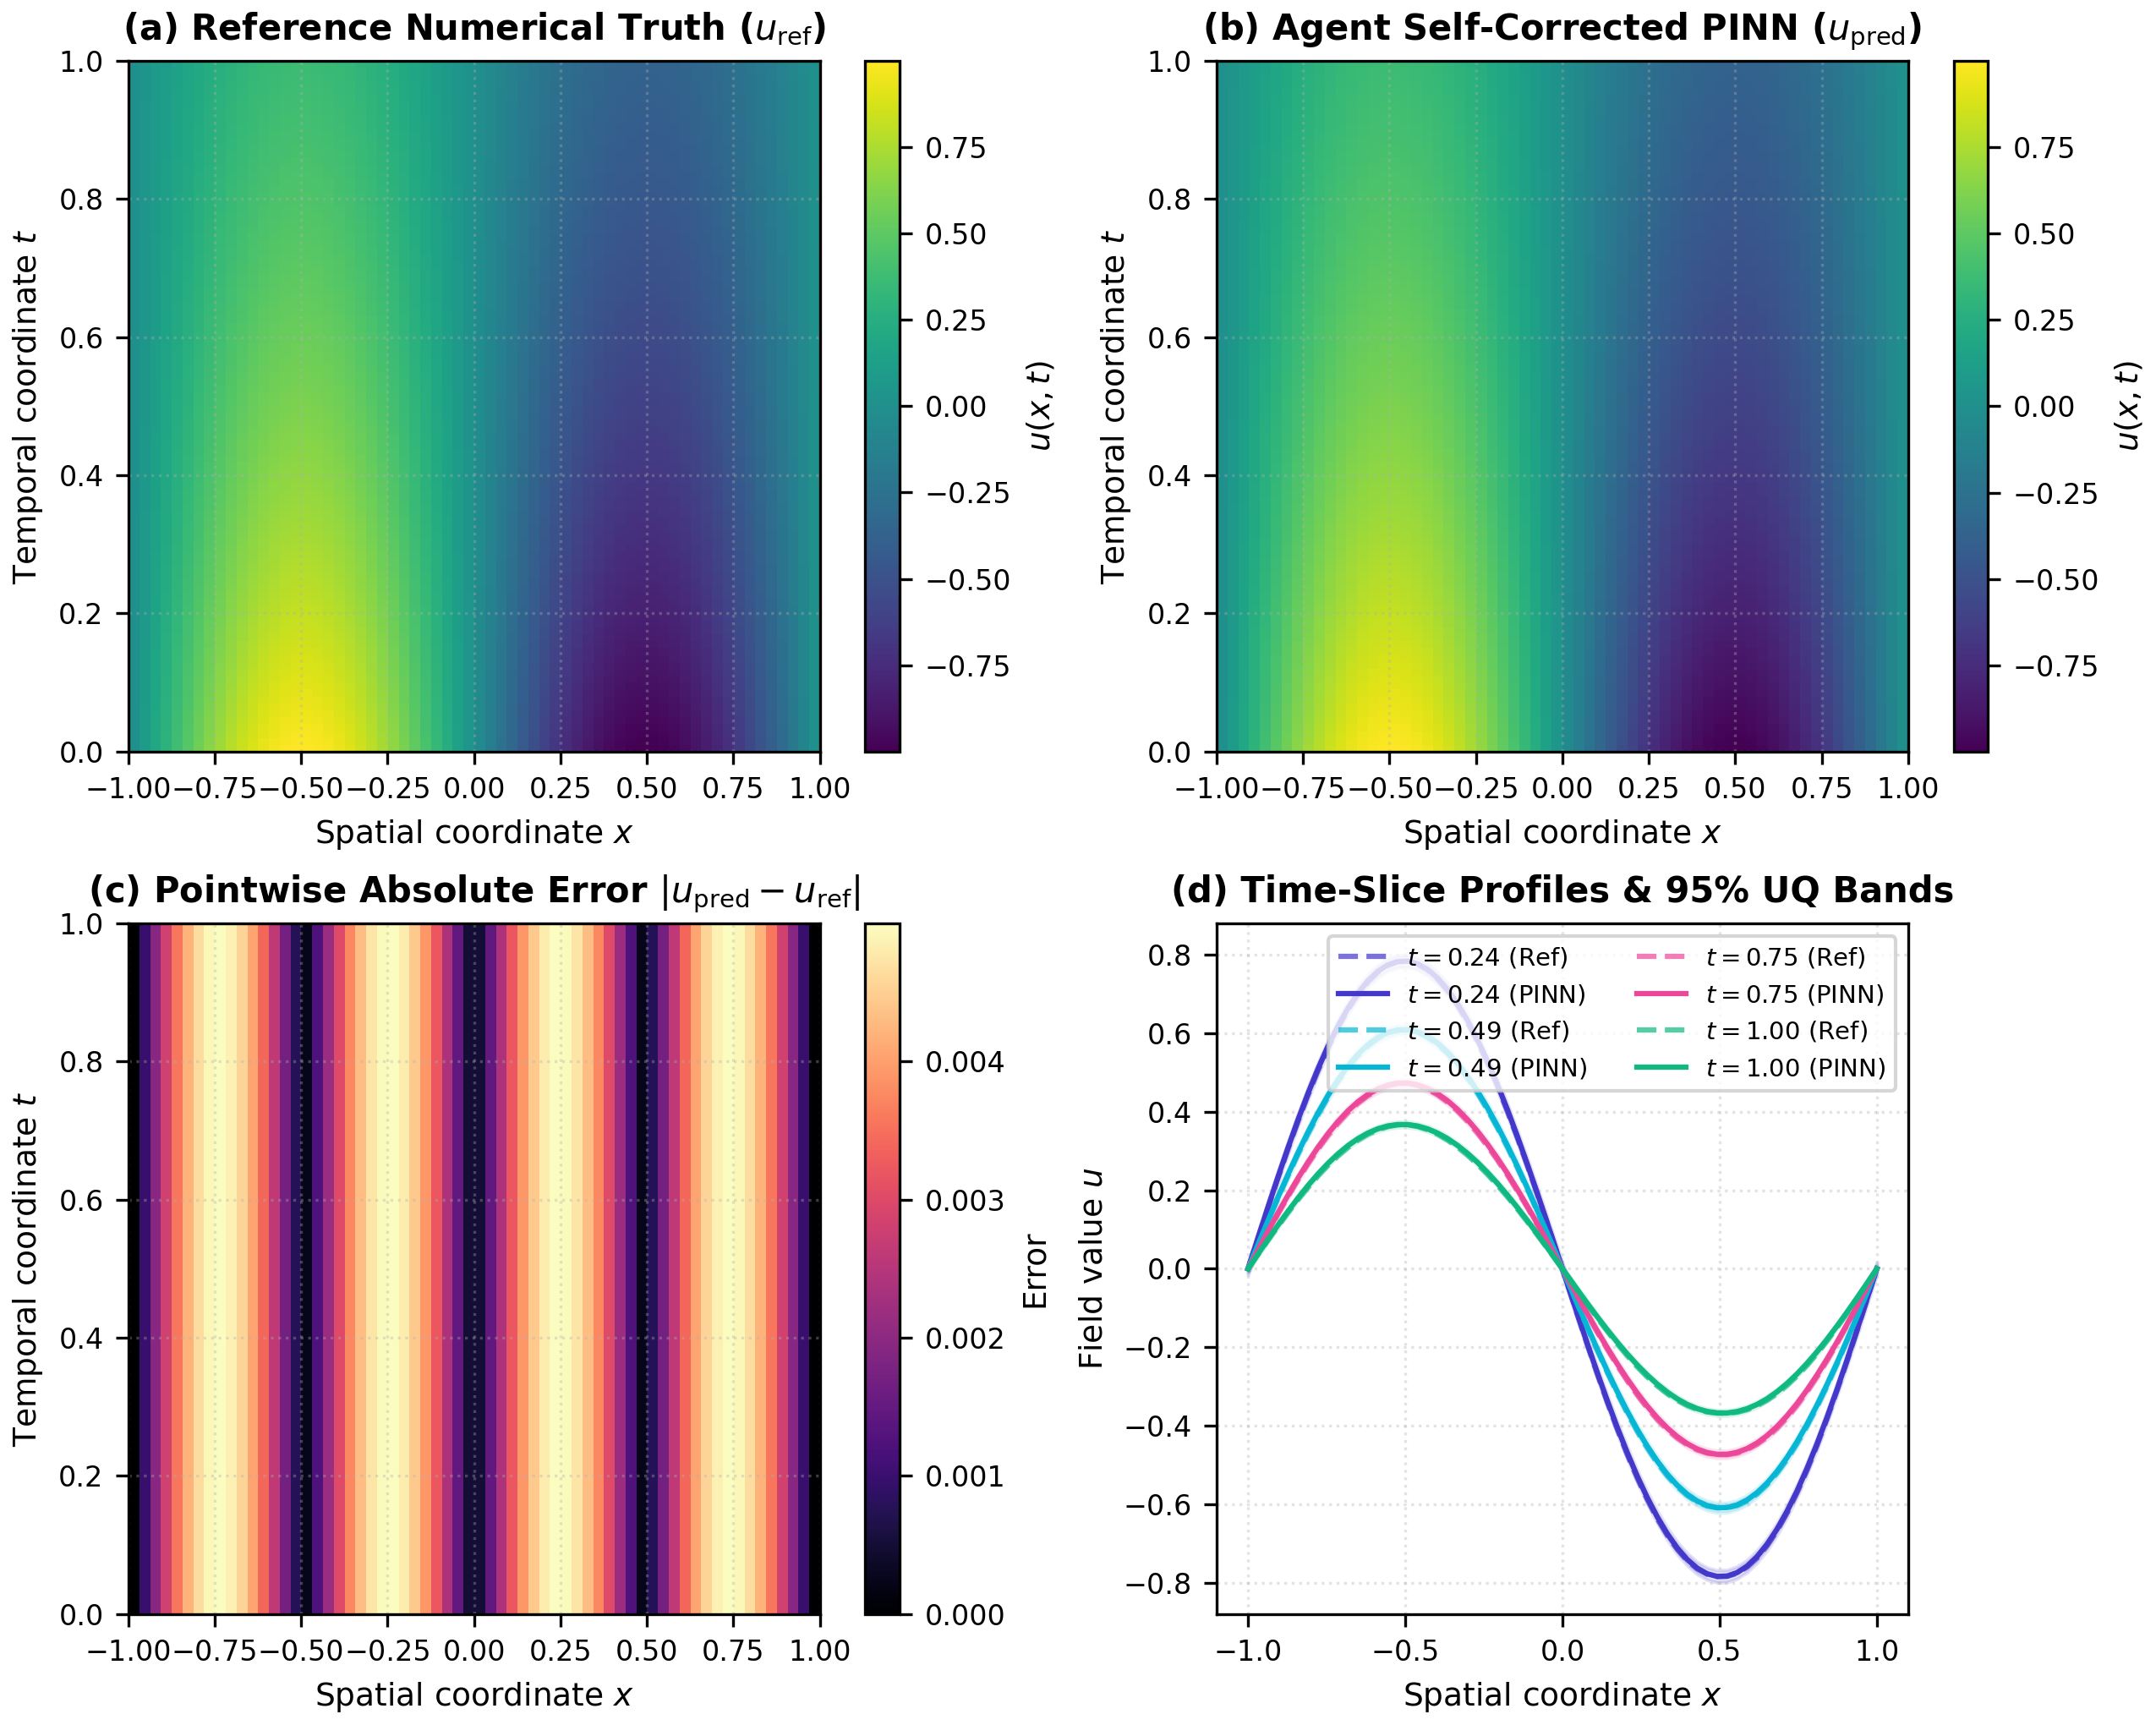 (a) Reference Numerical Truth (u_ref)
1.0
0.8
0.6
0.4
0.2
0.0
Temporal coordinate t
−1.00 −0.75 −0.50 −0.25 0.00 0.25 0.50 0.75 1.00
Spatial coordinate x
0.75
0.50
0.25
0.00
−0.25
−0.50
−0.75
u(x, t)
(b) Agent Self-Corrected PINN (u_pred)
1.0
0.8
0.6
0.4
0.2
0.0
Temporal coordinate t
−1.00 −0.75 −0.50 −0.25 0.00 0.25 0.50 0.75 1.00
Spatial coordinate x
0.75
0.50
0.25
0.00
−0.25
−0.50
−0.75
u(x, t)
(c) Pointwise Absolute Error |u_pred − u_ref|
1.0
0.8
0.6
0.4
0.2
0.0
Temporal coordinate t
−1.00 −0.75 −0.50 −0.25 0.00 0.25 0.50 0.75 1.00
Spatial coordinate x
0.004
0.003
0.002
0.001
0.000
Error
(d) Time-Slice Profiles & 95% UQ Bands
0.8
0.6
0.4
0.2
0.0
−0.2
−0.4
−0.6
−0.8
Field value u
t = 0.24 (Ref)
t = 0.24 (PINN)
t = 0.49 (Ref)
t = 0.49 (PINN)
t = 0.75 (Ref)
t = 0.75 (PINN)
t = 1.00 (Ref)
t = 1.00 (PINN)
−1.0 −0.5 0.0 0.5 1.0
Spatial coordinate x